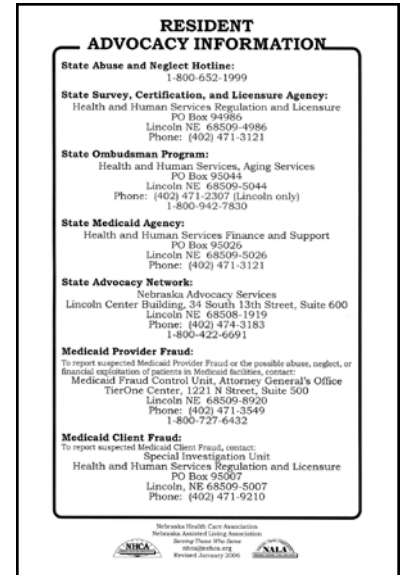 RESIDENT
ADVOCACY INFORMATION
State Abuse and Neglect Hotline:
1-800-652-1999
State Survey, Certification, and Licensure Agency:
Health and Human Services Regulation and Licensure
PO Box 94986
Lincoln NE 68509-4986
Phone: (402) 471-3121
State Ombudsman Program:
Health and Human Services, Aging Services
PO Box 95044
Lincoln NE 68509-5044
Phone: (402) 471-2307 (Lincoln only)
1-800-942-7830
State Medicaid Agency:
Health and Human Services Finance and Support
PO Box 95026
Lincoln NE 68509-5026
Phone: (402) 471-3121
State Advocacy Network:
Nebraska Advocacy Services
Lincoln Center Building, 34 South 13th Street, Suite 600
Lincoln NE 68508-1919
Phone: (402) 474-3183
1-800-422-6691
Medicaid Provider Fraud:
To report suspected Medicaid Provider Fraud or the possible abuse, neglect, or
financial exploitation of patients in Medicaid facilities, contact:
Medicaid Fraud Control Unit, Attorney General's Office
TierOne Center, 1221 N Street, Suite 500
Lincoln NE 68509-8920
Phone: (402) 471-3549
1-800-727-6432
Medicaid Client Fraud:
To report suspected Medicaid Client Fraud, contact:
Special Investigation Unit
Health and Human Services Regulation and Licensure
PO Box 95007
Lincoln, NE 68509-5007
Phone: (402) 471-9210
Nebraska Health Care Association
Nebraska Assisted Living Association
Serving Those Who Serve
nhca@nehca.org
Revised January 2006
NHCA
NALA